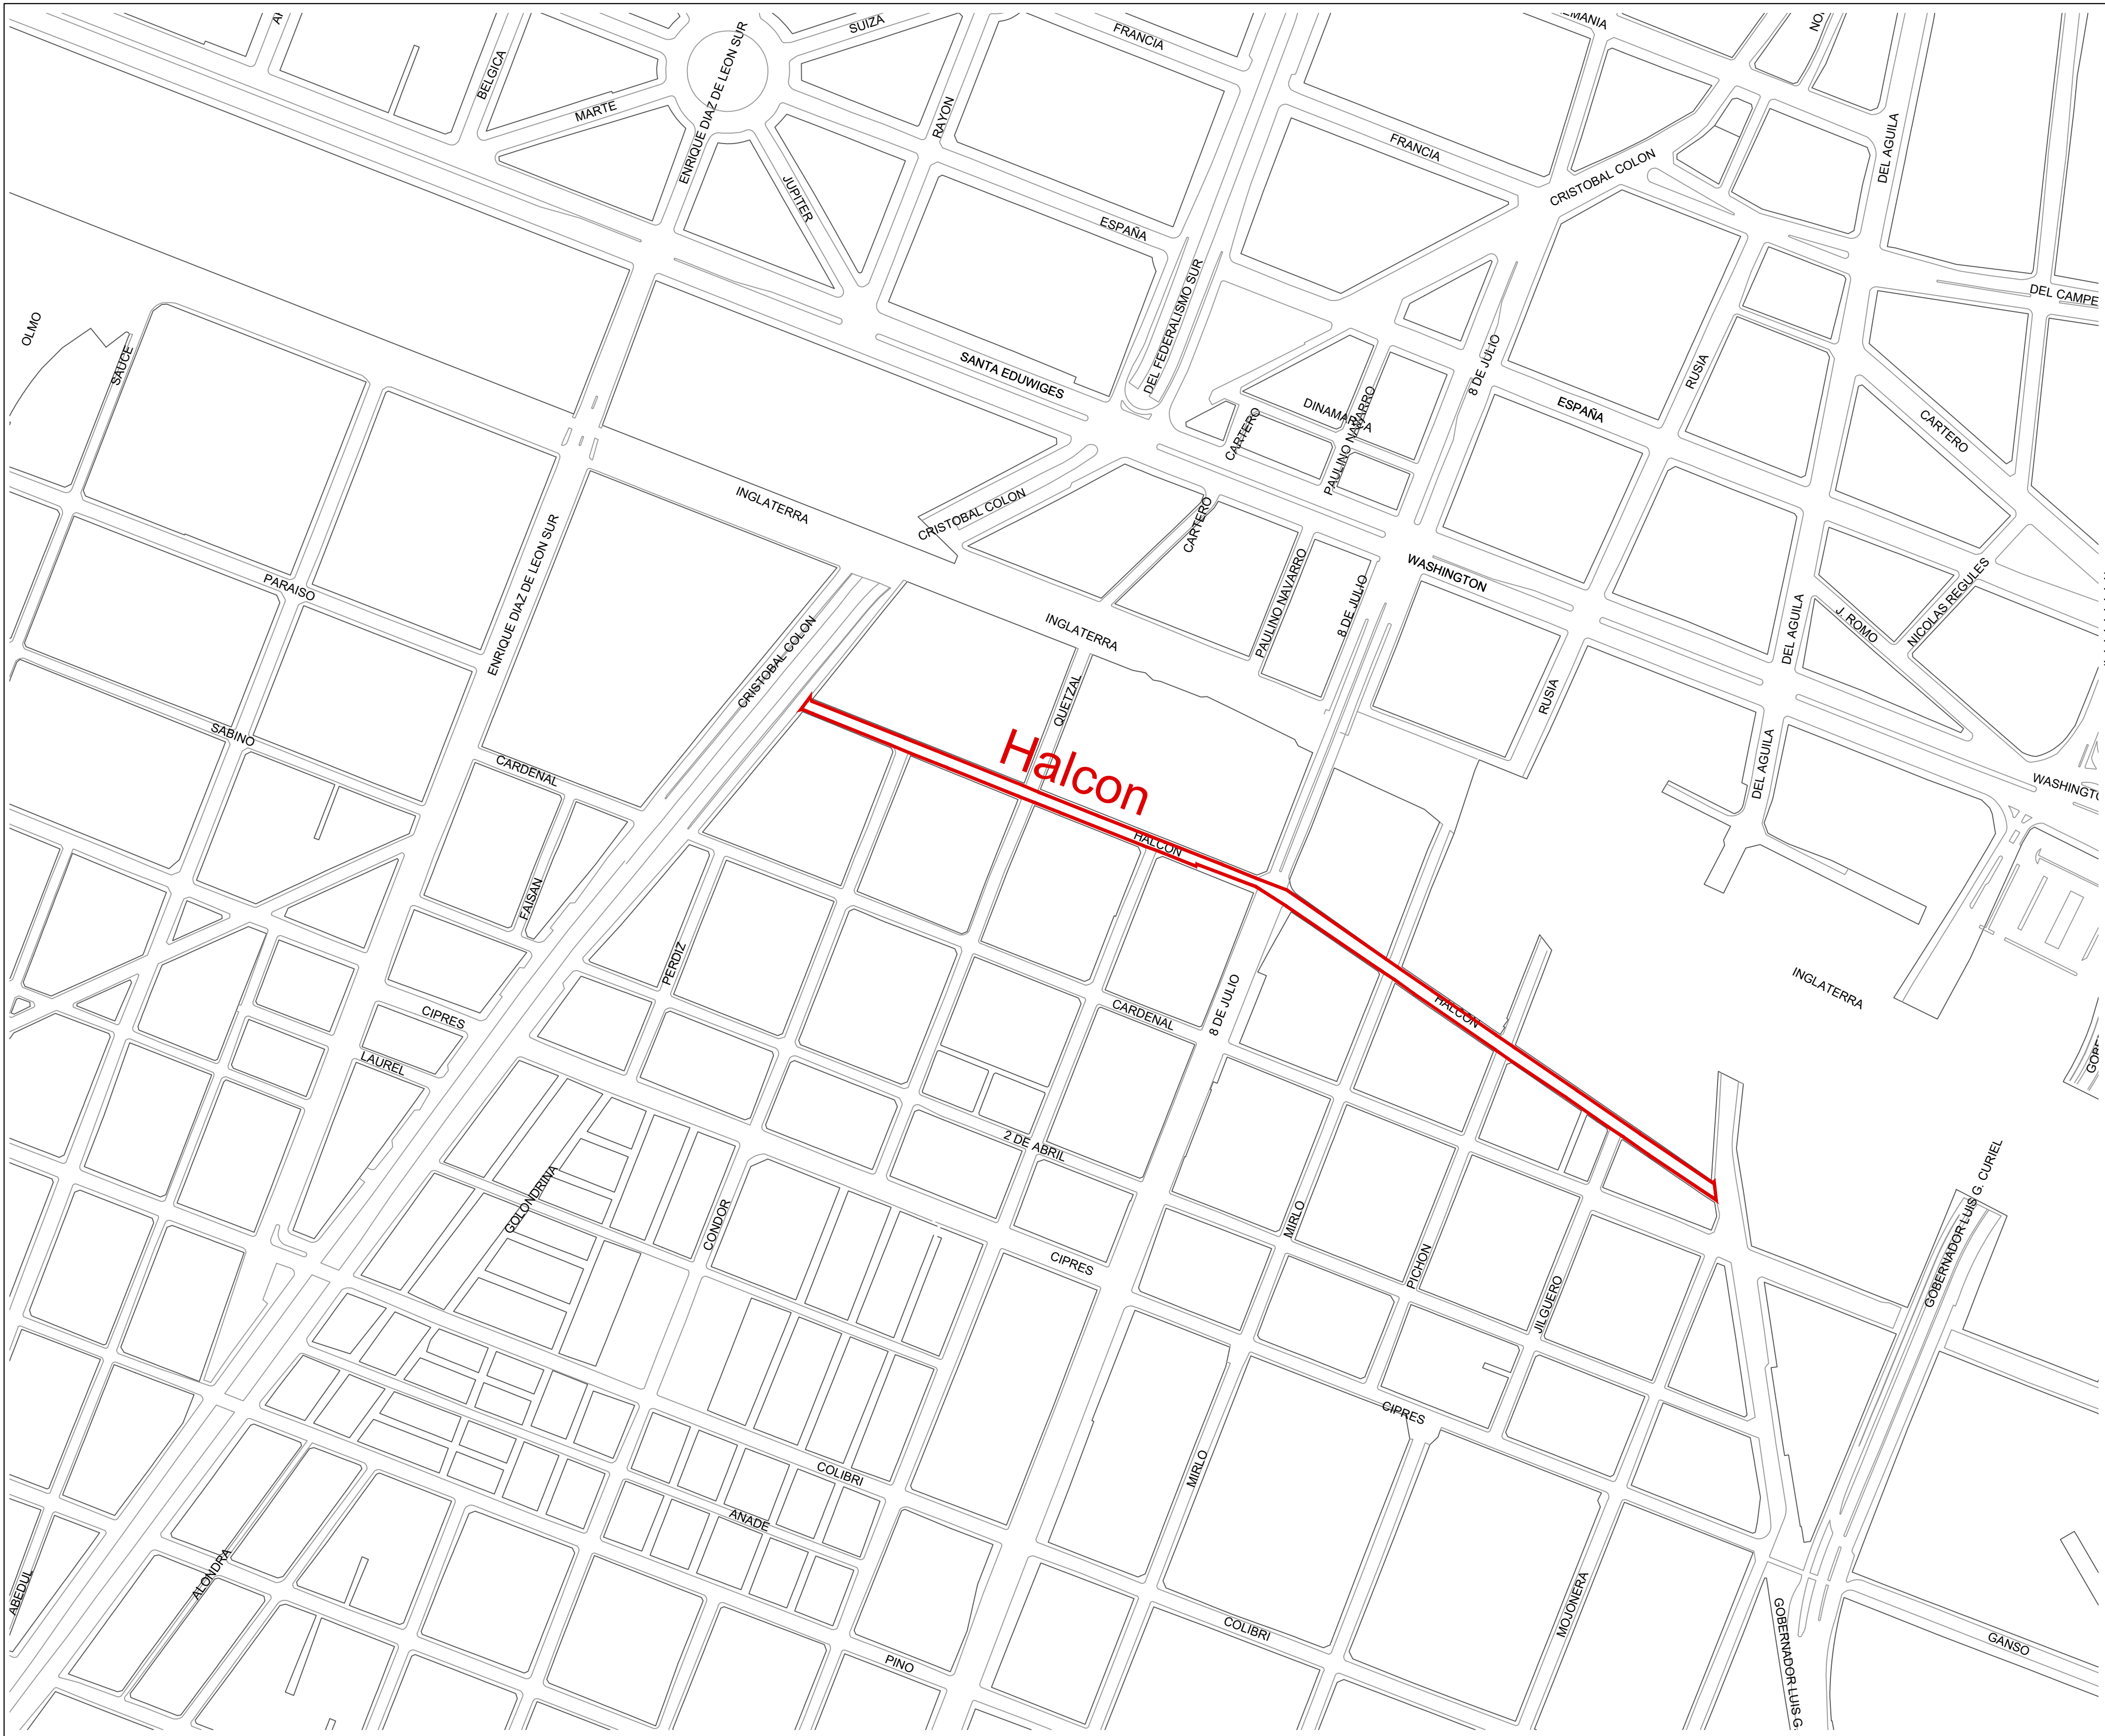 SUIZA
FRANCIA
BELGICA
ENRIQUE DIAZ DE LEON SUR
MARTE
RAYON
FRANCIA
DEL AGUILA
CRISTOBAL COLON
JUPITER
ESPAÑA
DEL CAMPE
OLMO
SAUCE
DEL FEDERALISMO SUR
SANTA EDUWIGES
8 DE JULIO
RUSIA
ESPAÑA
DINAMARCA
CARTERO
PAULINO NAVARRO
CARTERO
INGLATERRA
CRISTOBAL COLON
CARTERO
WASHINGTON
PARAISO
ENRIQUE DIAZ DE LEON SUR
PAULINO NAVARRO
8 DE JULIO
DEL AGUILA
J. ROMO
NICOLAS REGULES
INGLATERRA
CRISTOBAL COLON
QUETZAL
RUSIA
SABINO
CARDENAL
Halcon
DEL AGUILA
WASHINGTO
HALCON
FAISAN
PERDIZ
CARDENAL
8 DE JULIO
HALCON
INGLATERRA
CIPRES
LAUREL
2 DE ABRIL
GOLONDRINA
CONDOR
CIPRES
MIRLO
PICHON
JILGUERO
GOBERNADOR LUIS G. CURIEL
CIPRES
COLIBRI
MIRLO
ANADE
ALONDRA
ABEDUL
PINO
COLIBRI
MOJONERA
GOBERNADOR LUIS G.
GANSO